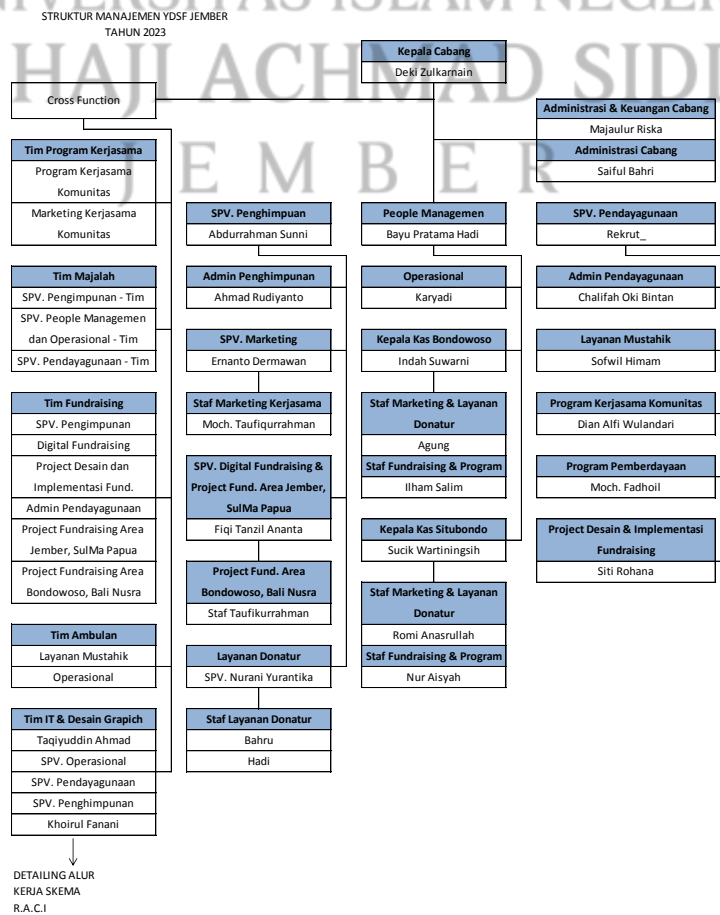 UNIVERSITAS ISLAM NEGERI
HAJI ACHMAD SIDI
JEMBER
STRUKTUR MANAJEMEN YDSF JEMBER
TAHUN 2023
Kepala Cabang
Deki Zulkarnain
Cross Function
Administrasi & Keuangan Cabang
Majaulur Riska
Administrasi Cabang
Saiful Bahri
Tim Program Kerjasama
Program Kerjasama
Komunitas
Marketing Kerjasama
Komunitas
Tim Majalah
SPV. Pengimpunan - Tim
SPV. People Managemen
dan Operasional - Tim
SPV. Pendayagunaan - Tim
Tim Fundraising
SPV. Pengimpunan
Digital Fundraising
Project Desain dan
Implementasi Fund.
Admin Pendayagunaan
Project Fundraising Area
Jember, SulMa Papua
Project Fundraising Area
Bondowoso, Bali Nusra
Tim Ambulan
Layanan Mustahik
Operasional
Tim IT & Desain Grapich
Taqiyuddin Ahmad
SPV. Operasional
SPV. Pendayagunaan
SPV. Penghimpunan
Khoirul Fanani
DETAILING ALUR
KERJA SKEMA
R.A.C.I
SPV. Penghimpuan
Abdurrahman Sunni
Admin Penghimpunan
Ahmad Rudiyanto
SPV. Marketing
Ernanto Dermawan
Staf Marketing Kerjasama
Moch. Taufiqurrahman
SPV. Digital Fundraising &
Project Fund. Area Jember,
SulMa Papua
Fiqi Tanzil Ananta
Project Fund. Area
Bondowoso, Bali Nusra
Staf Taufikurrahman
Layanan Donatur
SPV. Nurani Yurantika
Staf Layanan Donatur
Bahru
Hadi
People Managemen
Bayu Pratama Hadi
Operasional
Karyadi
Kepala Kas Bondowoso
Indah Suwarni
Staf Marketing & Layanan
Donatur
Agung
Staf Fundraising & Program
Ilham Salim
Kepala Kas Situbondo
Sucik Wartiningsih
Staf Marketing & Layanan
Donatur
Romi Anasrullah
Staf Fundraising & Program
Nur Aisyah
SPV. Pendayagunaan
Rekrut_
Admin Pendayagunaan
Chalifah Oki Bintan
Layanan Mustahik
Sofwil Himam
Program Kerjasama Komunitas
Dian Alfi Wulandari
Program Pemberdayaan
Moch. Fadhoil
Project Desain & Implementasi
Fundraising
Siti Rohana